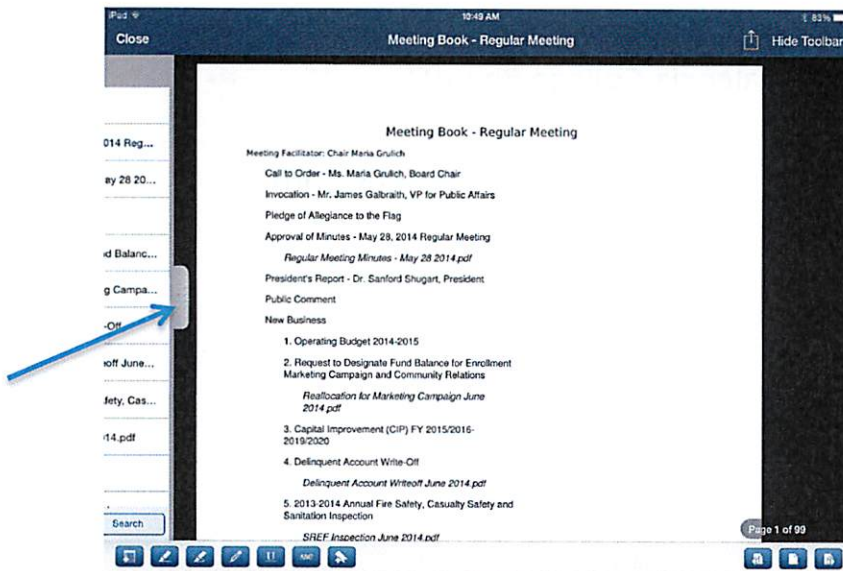 iPad
10:49 AM
83%
Close
Meeting Book - Regular Meeting
Hide Toolbar
014 Reg...
ay 28 20...
d Balanc...
g Campa...
-Off
eoff June...
fety, Cas...
14.pdf
Search
Meeting Book - Regular Meeting
Meeting Facilitator: Chair Maria Grulich
Call to Order - Ms. Maria Grulich, Board Chair
Invocation - Mr. James Galbraith, VP for Public Affairs
Pledge of Allegiance to the Flag
Approval of Minutes - May 28, 2014 Regular Meeting
Regular Meeting Minutes - May 28 2014.pdf
President's Report - Dr. Sanford Shugart, President
Public Comment
New Business
1. Operating Budget 2014-2015
2. Request to Designate Fund Balance for Enrollment
Marketing Campaign and Community Relations
Reallocation for Marketing Campaign June
2014.pdf
3. Capital Improvement (CIP) FY 2015/2016-
2019/2020
4. Delinquent Account Write-Off
Delinquent Account Writeoff June 2014.pdf
5. 2013-2014 Annual Fire Safety, Casualty Safety and
Sanitation Inspection
SREF Inspection June 2014.pdf
Page 1 of 99